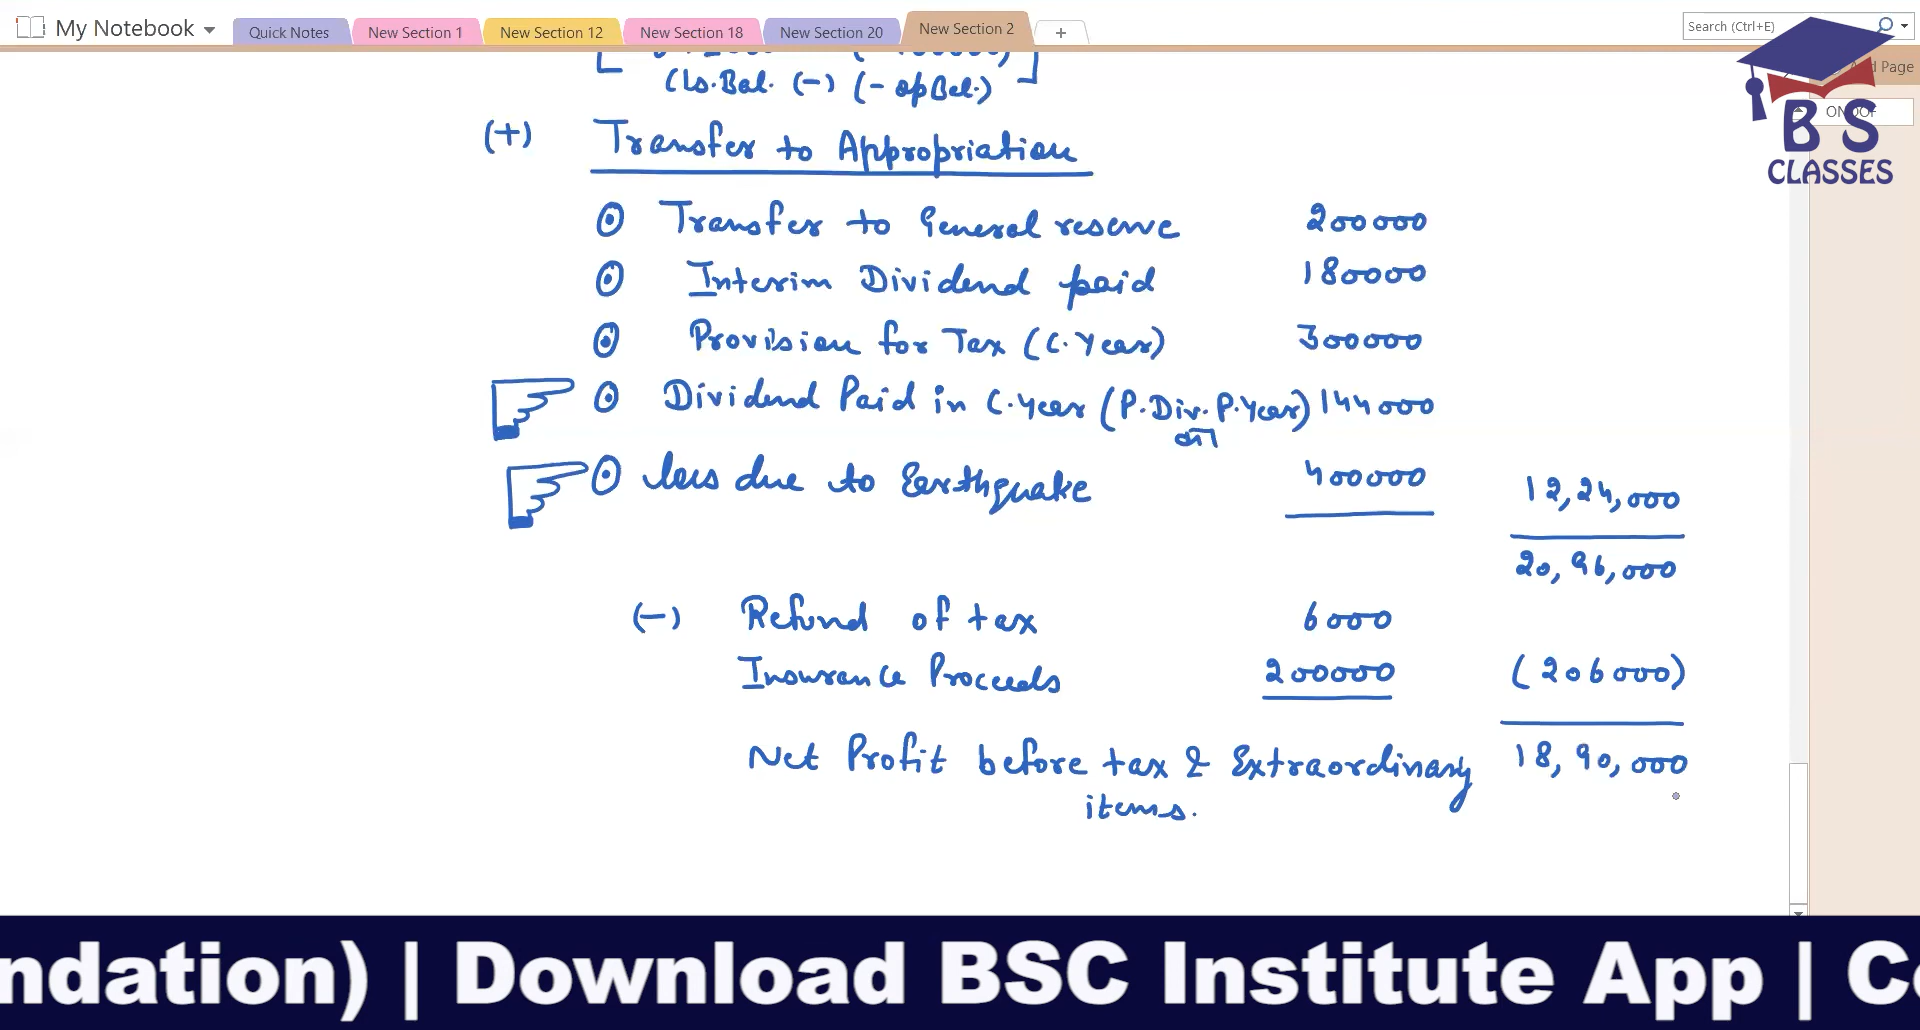 My Notebook
Quick Notes
New Section 1
New Section 12
New Section 18
New Section 20
New Section 2
+
Search (Ctrl+E)
d Page
BS
CLASSES
Cls.Bal. (-) (- op Bal.)
(+) Transfer to Appropriation
Transfer to General reserve 200000
Interim Dividend paid 180000
Provision for Tax (C. Year) 300000
Dividend Paid in C. Year (P. Div. P. Year) 144000
loss due to Earthquake 400000 12,24,000
20,96,000
(-) Refund of tax 6000
Insurance Proceeds 200000 (206000)
Net Profit before tax & Extraordinary 18,90,000
items.
ndation) | Download BSC Institute App | Co